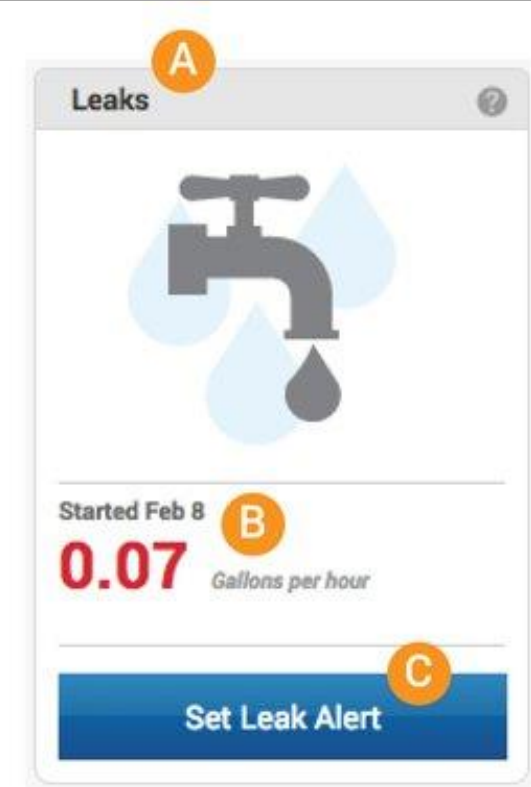 A
Leaks ?
Started Feb 8
B
0.07 Gallons per hour
C
Set Leak Alert